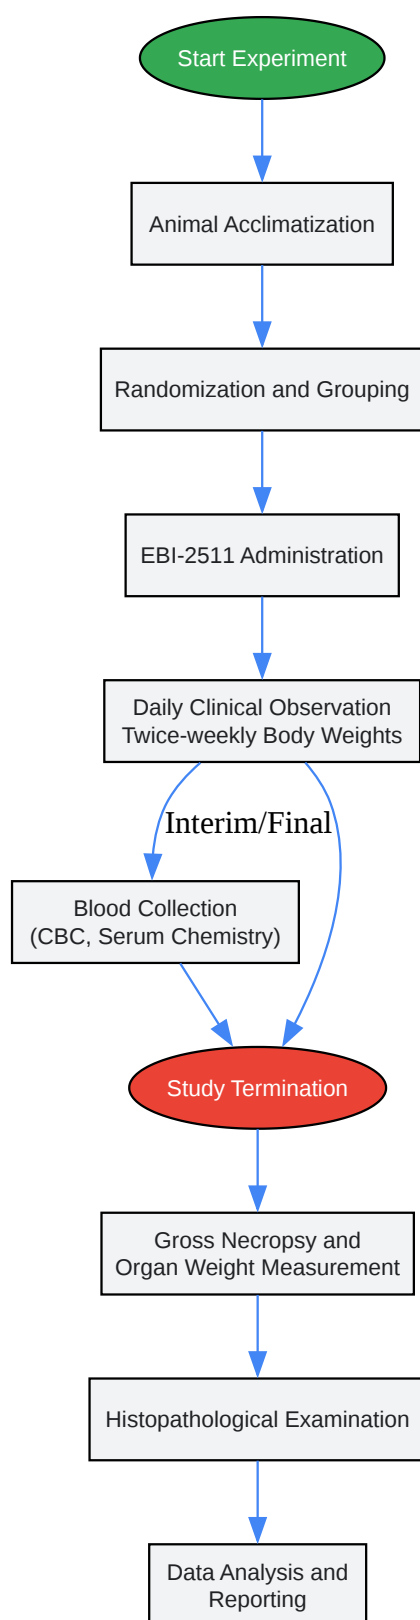 Start Experiment
Animal Acclimatization
Randomization and Grouping
EBI-2511 Administration
Daily Clinical Observation
Twice-weekly Body Weights
Interim/Final
Blood Collection
(CBC, Serum Chemistry)
Study Termination
Gross Necropsy and
Organ Weight Measurement
Histopathological Examination
Data Analysis and
Reporting